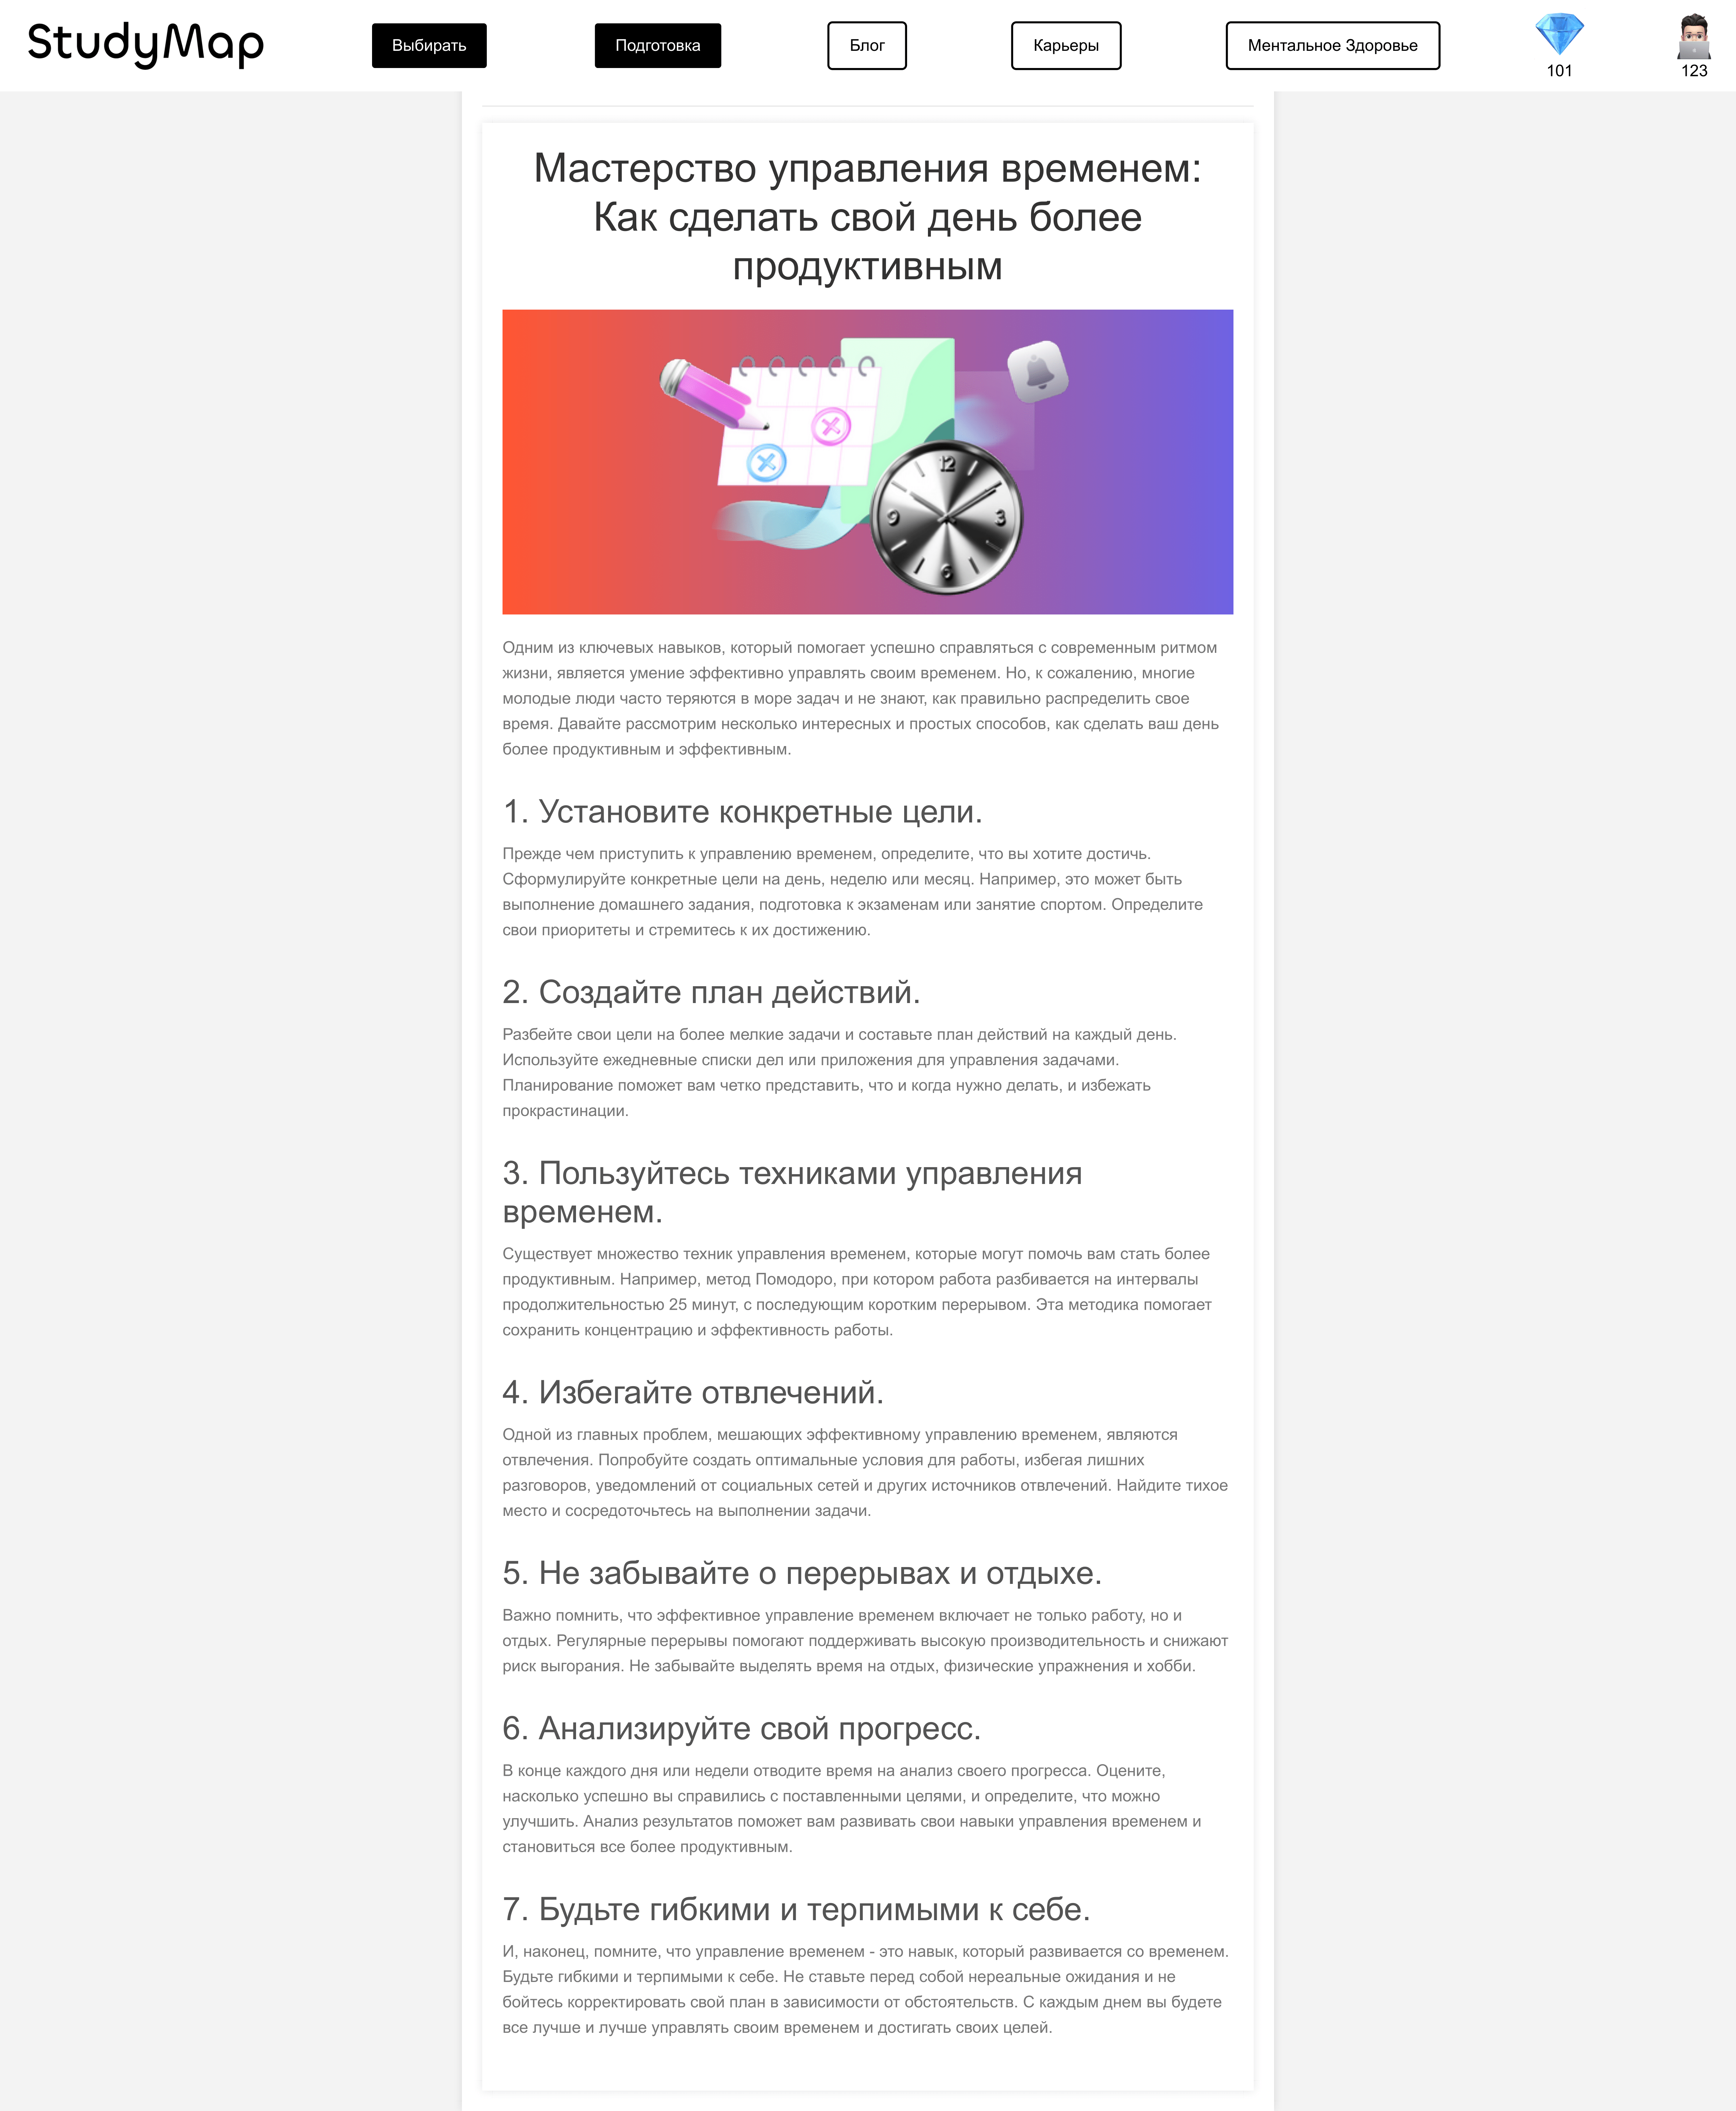 StudyMap
Выбирать
Подготовка
Блог
Карьеры
Ментальное Здоровье
101
123
Мастерство управления временем:
Как сделать свой день более
продуктивным
12
9
3
6
Одним из ключевых навыков, который помогает успешно справляться с современным ритмом
жизни, является умение эффективно управлять своим временем. Но, к сожалению, многие
молодые люди часто теряются в море задач и не знают, как правильно распределить свое
время. Давайте рассмотрим несколько интересных и простых способов, как сделать ваш день
более продуктивным и эффективным.
1. Установите конкретные цели.
Прежде чем приступить к управлению временем, определите, что вы хотите достичь.
Сформулируйте конкретные цели на день, неделю или месяц. Например, это может быть
выполнение домашнего задания, подготовка к экзаменам или занятие спортом. Определите
свои приоритеты и стремитесь к их достижению.
2. Создайте план действий.
Разбейте свои цели на более мелкие задачи и составьте план действий на каждый день.
Используйте ежедневные списки дел или приложения для управления задачами.
Планирование поможет вам четко представить, что и когда нужно делать, и избежать
прокрастинации.
3. Пользуйтесь техниками управления
временем.
Существует множество техник управления временем, которые могут помочь вам стать более
продуктивным. Например, метод Помодоро, при котором работа разбивается на интервалы
продолжительностью 25 минут, с последующим коротким перерывом. Эта методика помогает
сохранить концентрацию и эффективность работы.
4. Избегайте отвлечений.
Одной из главных проблем, мешающих эффективному управлению временем, являются
отвлечения. Попробуйте создать оптимальные условия для работы, избегая лишних
разговоров, уведомлений от социальных сетей и других источников отвлечений. Найдите тихое
место и сосредоточьтесь на выполнении задачи.
5. Не забывайте о перерывах и отдыхе.
Важно помнить, что эффективное управление временем включает не только работу, но и
отдых. Регулярные перерывы помогают поддерживать высокую производительность и снижают
риск выгорания. Не забывайте выделять время на отдых, физические упражнения и хобби.
6. Анализируйте свой прогресс.
В конце каждого дня или недели отводите время на анализ своего прогресса. Оцените,
насколько успешно вы справились с поставленными целями, и определите, что можно
улучшить. Анализ результатов поможет вам развивать свои навыки управления временем и
становиться все более продуктивным.
7. Будьте гибкими и терпимыми к себе.
И, наконец, помните, что управление временем - это навык, который развивается со временем.
Будьте гибкими и терпимыми к себе. Не ставьте перед собой нереальные ожидания и не
бойтесь корректировать свой план в зависимости от обстоятельств. С каждым днем вы будете
все лучше и лучше управлять своим временем и достигать своих целей.